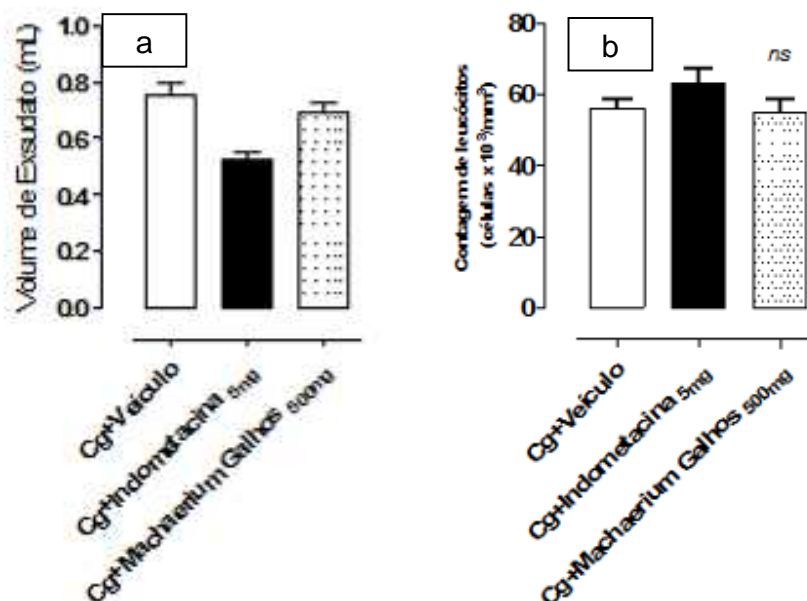 a
Volume de Exsudato (mL)
1.0
0.8
0.6
0.4
0.2
0.0
Cg+Veículo
Cg+Indometacina 5mg
Cg+Machaerium Galhos 500mg
b
ns
Contagem de leucócitos
(células x 10³/mm³)
80
60
40
20
0
Cg+Veículo
Cg+Indometacina 5mg
Cg+Machaerium Galhos 500mg